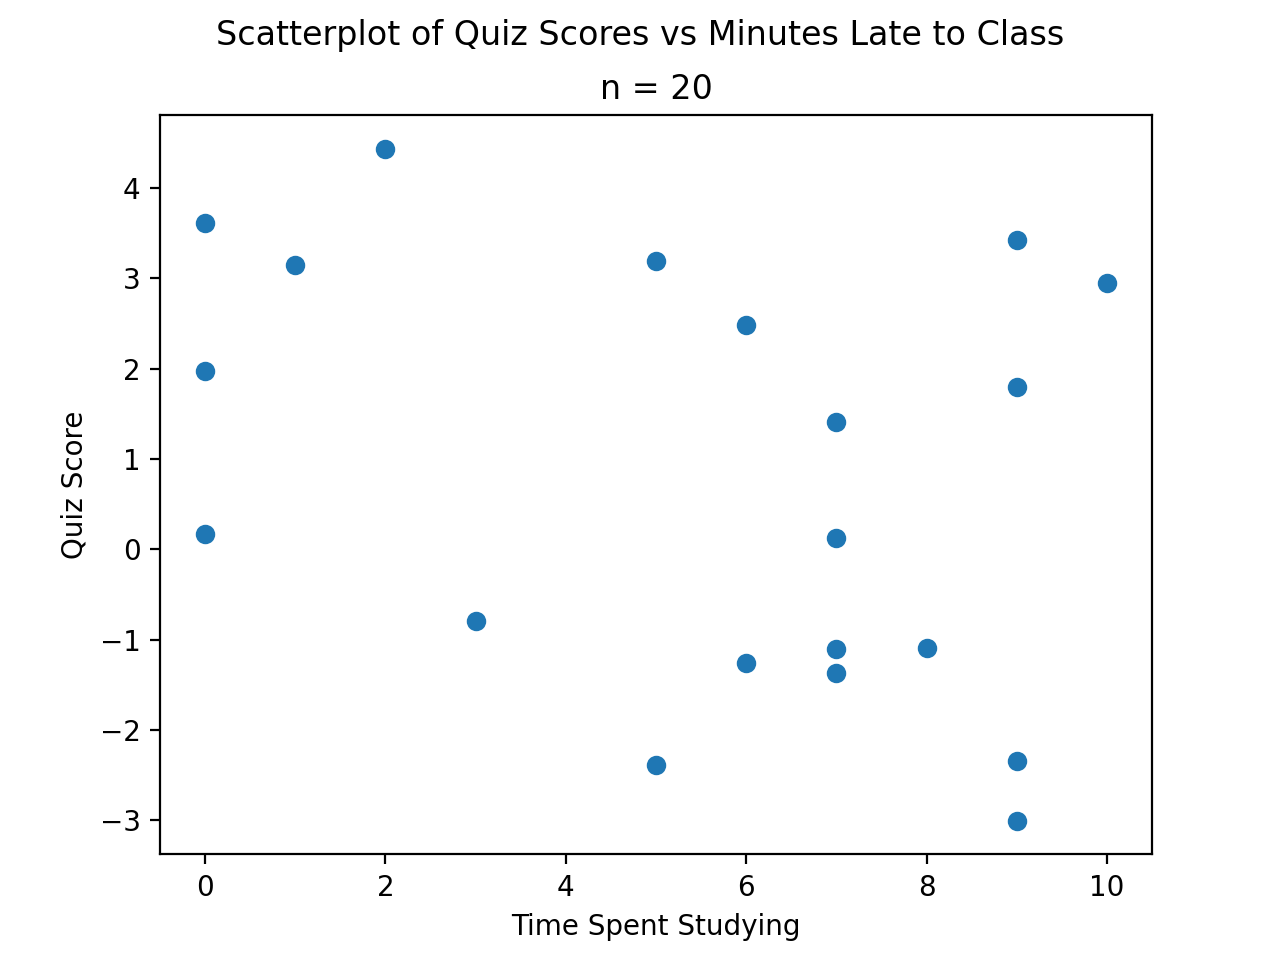 Scatterplot of Quiz Scores vs Minutes Late to Class
n = 20
4
3
2
1
0
−1
−2
−3
Quiz Score
0 2 4 6 8 10
Time Spent Studying